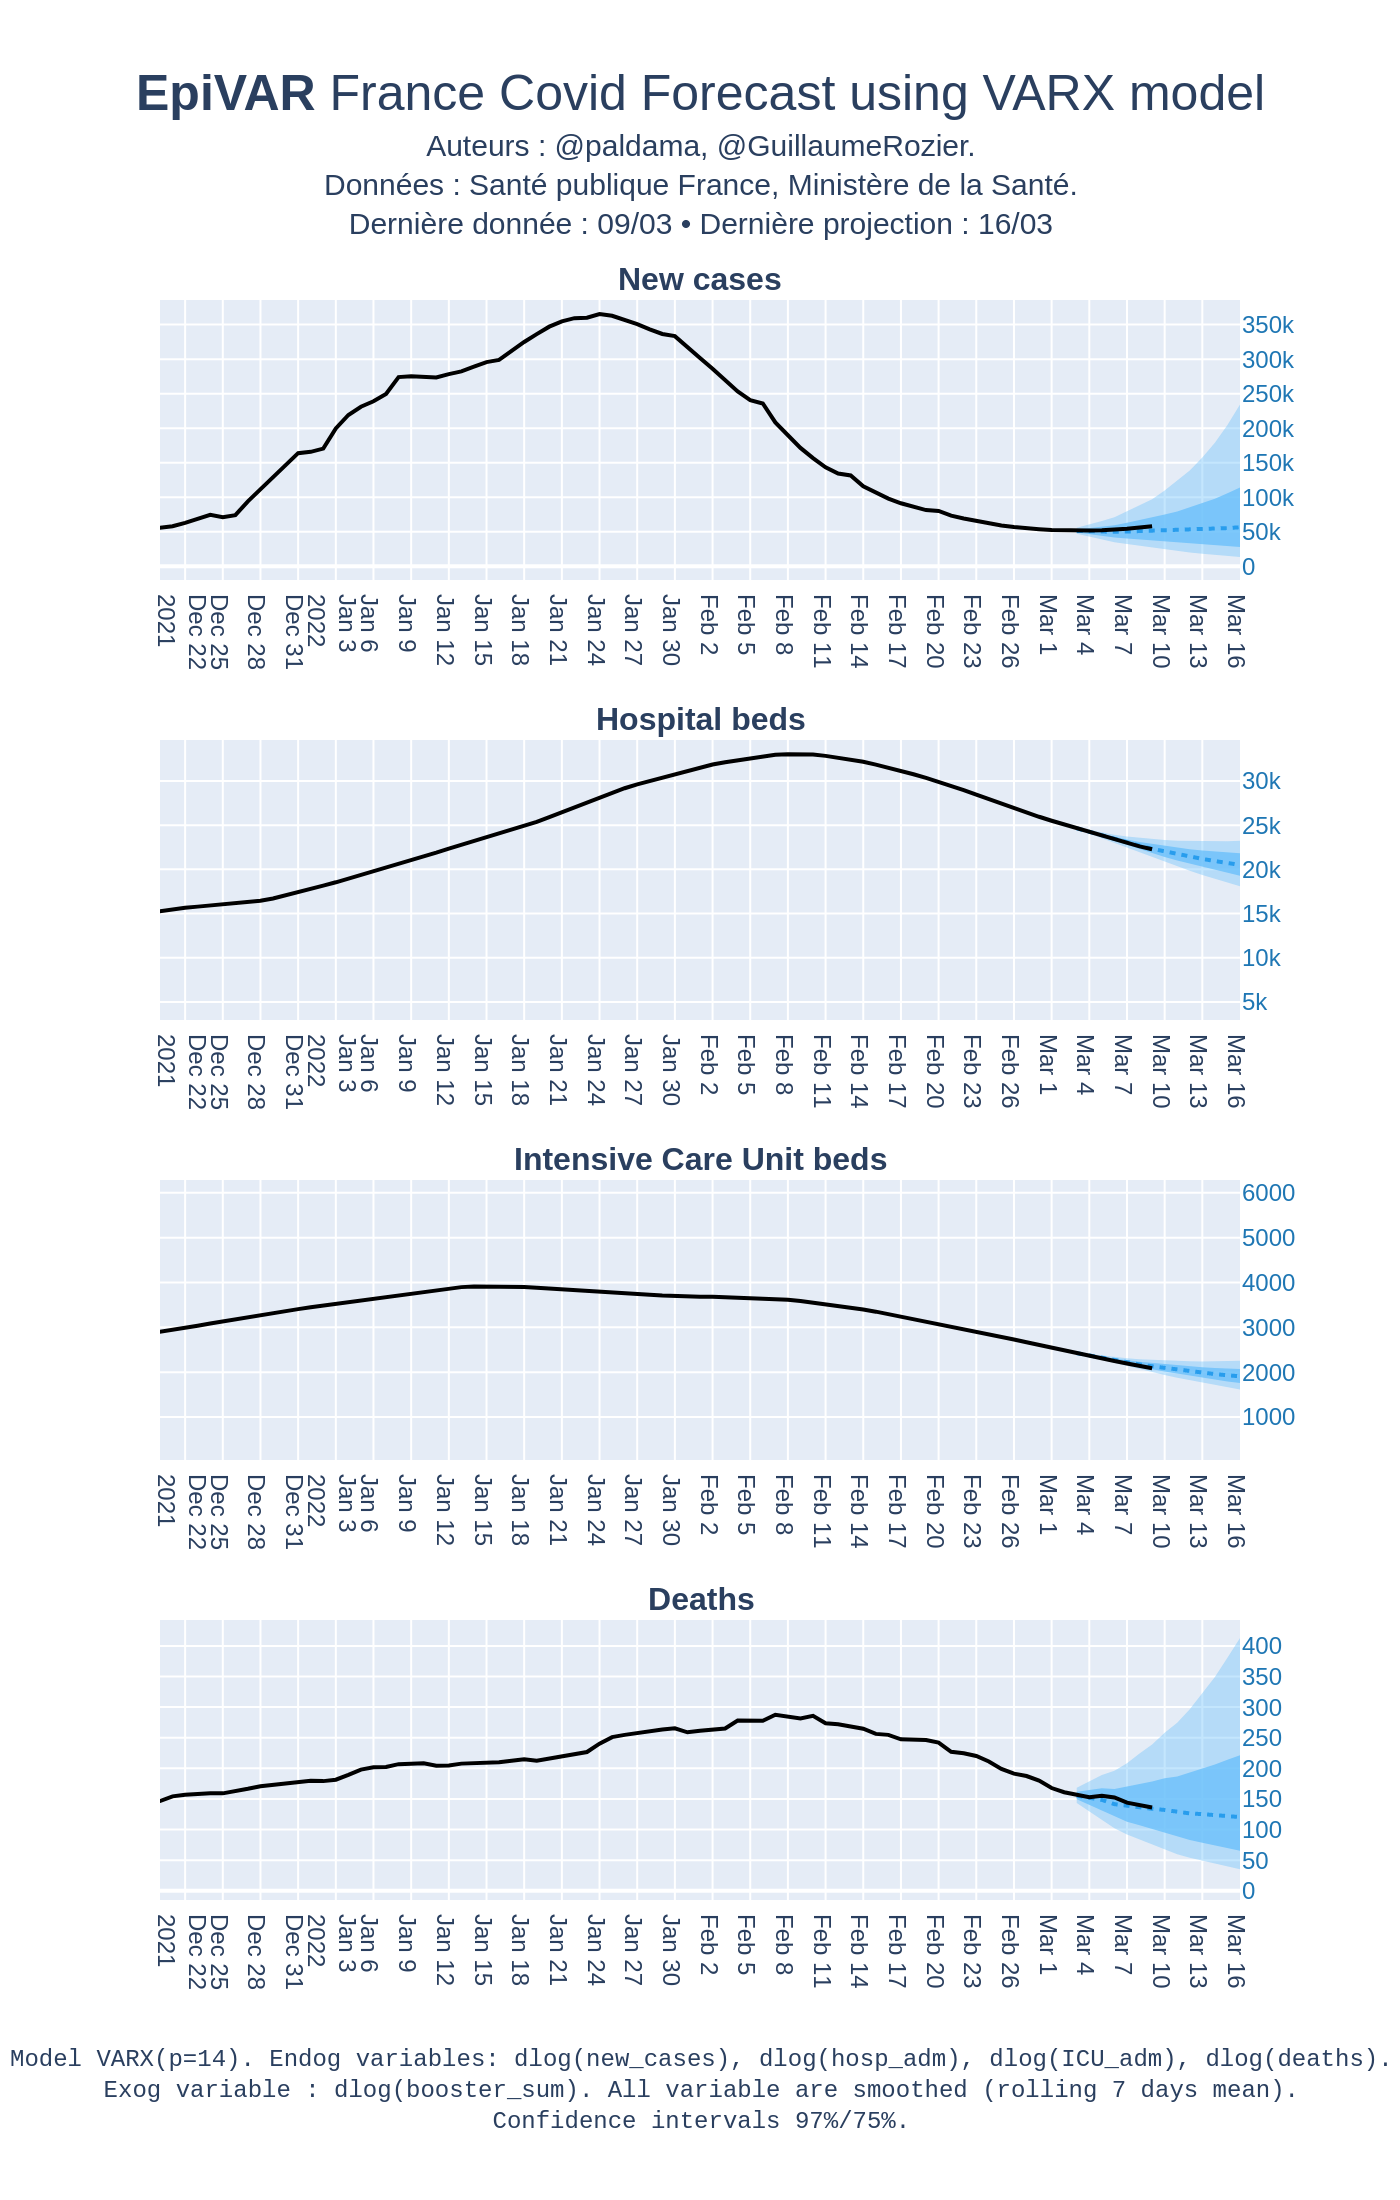 EpiVAR France Covid Forecast using VARX model
Auteurs : @paldama, @GuillaumeRozier.
Données : Santé publique France, Ministère de la Santé.
Dernière donnée : 09/03 • Dernière projection : 16/03
New cases
350k
300k
250k
200k
150k
100k
50k
0
2021 Dec 22 Dec 25 Dec 28 Dec 31 2022 Jan 3 Jan 6 Jan 9 Jan 12 Jan 15 Jan 18 Jan 21 Jan 24 Jan 27 Jan 30 Feb 2 Feb 5 Feb 8 Feb 11 Feb 14 Feb 17 Feb 20 Feb 23 Feb 26 Mar 1 Mar 4 Mar 7 Mar 10 Mar 13 Mar 16
Hospital beds
30k
25k
20k
15k
10k
5k
2021 Dec 22 Dec 25 Dec 28 Dec 31 2022 Jan 3 Jan 6 Jan 9 Jan 12 Jan 15 Jan 18 Jan 21 Jan 24 Jan 27 Jan 30 Feb 2 Feb 5 Feb 8 Feb 11 Feb 14 Feb 17 Feb 20 Feb 23 Feb 26 Mar 1 Mar 4 Mar 7 Mar 10 Mar 13 Mar 16
Intensive Care Unit beds
6000
5000
4000
3000
2000
1000
2021 Dec 22 Dec 25 Dec 28 Dec 31 2022 Jan 3 Jan 6 Jan 9 Jan 12 Jan 15 Jan 18 Jan 21 Jan 24 Jan 27 Jan 30 Feb 2 Feb 5 Feb 8 Feb 11 Feb 14 Feb 17 Feb 20 Feb 23 Feb 26 Mar 1 Mar 4 Mar 7 Mar 10 Mar 13 Mar 16
Deaths
400
350
300
250
200
150
100
50
0
2021 Dec 22 Dec 25 Dec 28 Dec 31 2022 Jan 3 Jan 6 Jan 9 Jan 12 Jan 15 Jan 18 Jan 21 Jan 24 Jan 27 Jan 30 Feb 2 Feb 5 Feb 8 Feb 11 Feb 14 Feb 17 Feb 20 Feb 23 Feb 26 Mar 1 Mar 4 Mar 7 Mar 10 Mar 13 Mar 16
Model VARX(p=14). Endog variables: dlog(new_cases), dlog(hosp_adm), dlog(ICU_adm), dlog(deaths).
Exog variable : dlog(booster_sum). All variable are smoothed (rolling 7 days mean).
Confidence intervals 97%/75%.